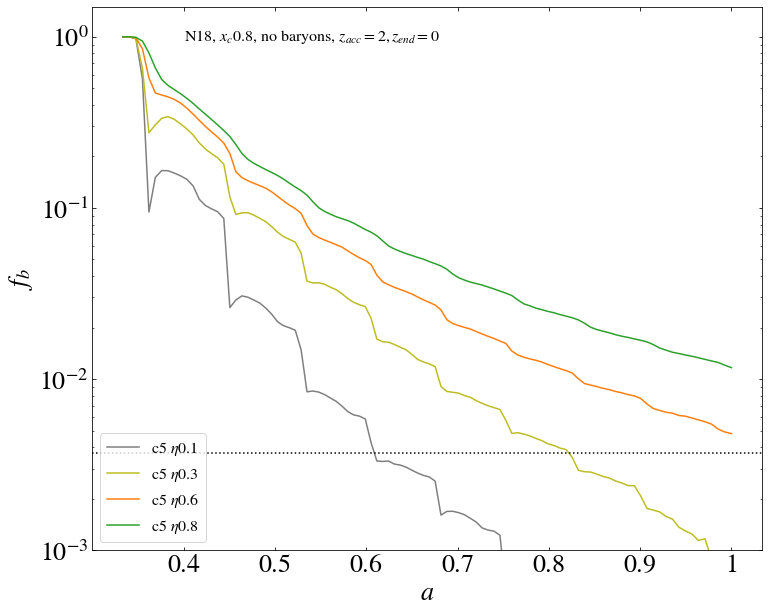 N18, x_c0.8, no baryons, z_acc = 2, z_end = 0
10^0
10^-1
10^-2
10^-3
f_b
c5 η0.1
c5 η0.3
c5 η0.6
c5 η0.8
0.4 0.5 0.6 0.7 0.8 0.9 1
a